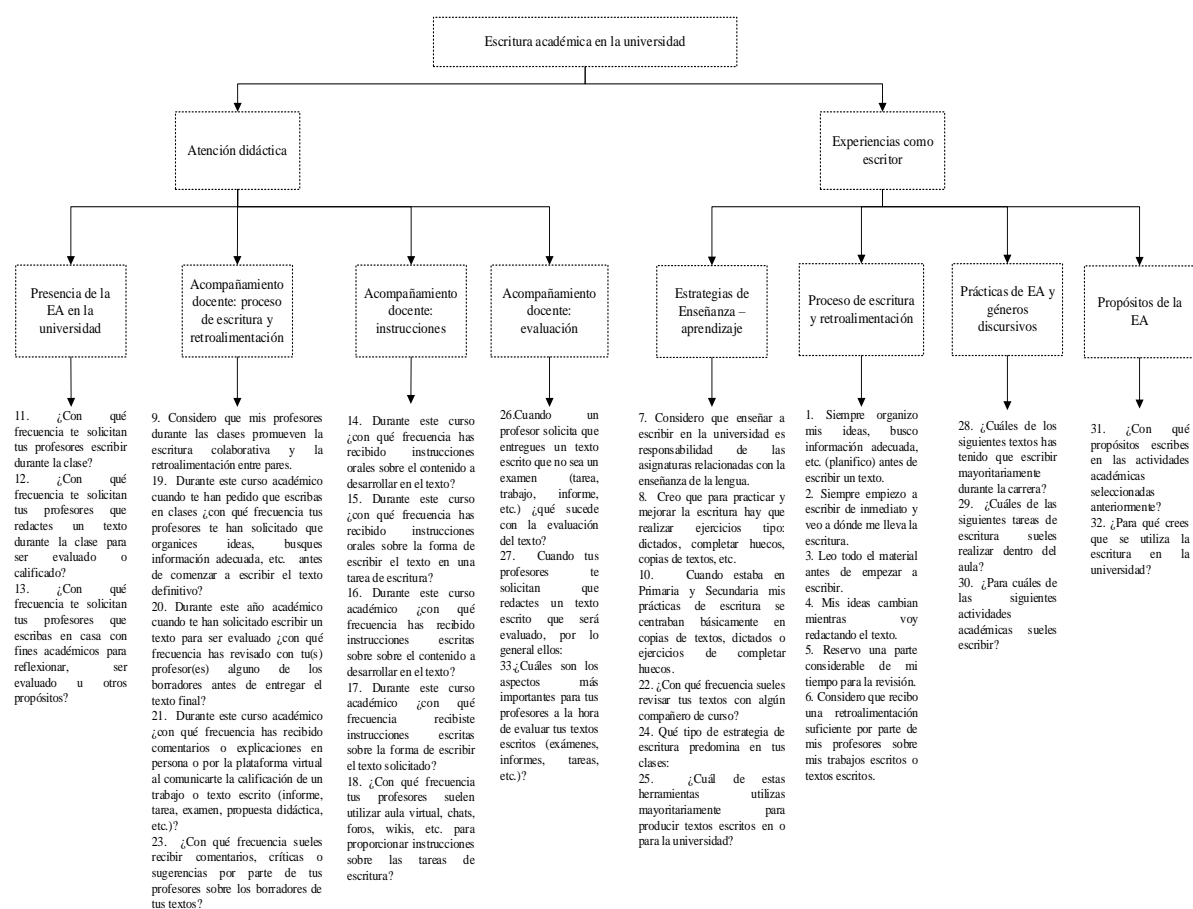 Escritura académica en la universidad
Atención didáctica
Experiencias como
escritor
Presencia de la
EA en la
universidad
Acompañamiento
docente: proceso
de escritura y
retroalimentación
Acompañamiento
docente:
instrucciones
Acompañamiento
docente:
evaluación
Estrategias de
Enseñanza –
aprendizaje
Proceso de escritura
y retroalimentación
Prácticas de EA y
géneros
discursivos
Propósitos de la
EA
11. ¿Con qué
frecuencia te solicitan
tus profesores escribir
durante la clase?
12. ¿Con qué
frecuencia te solicitan
tus profesores que
redactes un texto
durante la clase para
ser evaluado o
calificado?
13. ¿Con qué
frecuencia te solicitan
tus profesores que
escribas en casa con
fines académicos para
reflexionar, ser
evaluado u otros
propósitos?
9. Considero que mis profesores
durante las clases promueven la
escritura colaborativa y la
retroalimentación entre pares.
19. Durante este curso académico
cuando te han pedido que escribas
en clases ¿con qué frecuencia tus
profesores te han solicitado que
organices ideas, busques
información adecuada, etc. antes
de comenzar a escribir el texto
definitivo?
20. Durante este año académico
cuando te han solicitado escribir un
texto para ser evaluado ¿con qué
frecuencia has revisado con tu(s)
profesor(es) alguno de los
borradores antes de entregar el
texto final?
21. Durante este curso académico
¿con qué frecuencia has recibido
comentarios o explicaciones en
persona o por la plataforma virtual
al comunicarte la calificación de un
trabajo o texto escrito (informe,
tarea, examen, propuesta didáctica,
etc.)?
23. ¿Con qué frecuencia sueles
recibir comentarios, críticas o
sugerencias por parte de tus
profesores sobre los borradores de
tus textos?
14. Durante este curso
¿con qué frecuencia has
recibido instrucciones
orales sobre el contenido a
desarrollar en el texto?
15. Durante este curso
¿con qué frecuencia has
recibido instrucciones
orales sobre la forma de
escribir el texto en una
tarea de escritura?
16. Durante este curso
académico ¿con qué
frecuencia has recibido
instrucciones escritas
sobre sobre el contenido a
desarrollar en el texto?
17. Durante este curso
académico ¿con qué
frecuencia recibiste
instrucciones escritas
sobre la forma de escribir
el texto solicitado?
18. ¿Con qué frecuencia
tus profesores suelen
utilizar aula virtual, chats,
foros, wikis, etc. para
proporcionar instrucciones
sobre las tareas de
escritura?
26.Cuando un
profesor solicita que
entregues un texto
escrito que no sea un
examen (tarea,
trabajo, informe,
etc.) ¿qué sucede
con la evaluación
del texto?
27. Cuando tus
profesores te
solicitan que
redactes un texto
escrito que será
evaluado, por lo
general ellos:
33.¿Cuáles son los
aspectos más
importantes para tus
profesores a la hora
de evaluar tus textos
escritos (exámenes,
informes, tareas,
etc.)?
7. Considero que enseñar a
escribir en la universidad es
responsabilidad de las
asignaturas relacionadas con la
enseñanza de la lengua.
8. Creo que para practicar y
mejorar la escritura hay que
realizar ejercicios tipo:
dictados, completar huecos,
copias de textos, etc.
10. Cuando estaba en
Primaria y Secundaria mis
prácticas de escritura se
centraban básicamente en
copias de textos, dictados o
ejercicios de completar
huecos.
22. ¿Con qué frecuencia sueles
revisar tus textos con algún
compañero de curso?
24. Qué tipo de estrategia de
escritura predomina en tus
clases:
25. ¿Cuál de estas
herramientas utilizas
mayoritariamente para
producir textos escritos en o
para la universidad?
1. Siempre organizo
mis ideas, busco
información adecuada,
etc. (planifico) antes de
escribir un texto.
2. Siempre empiezo a
escribir de inmediato y
veo a dónde me lleva la
escritura.
3. Leo todo el material
antes de empezar a
escribir.
4. Mis ideas cambian
mientras voy
redactando el texto.
5. Reservo una parte
considerable de mi
tiempo para la revisión.
6. Considero que recibo
una retroalimentación
suficiente por parte de
mis profesores sobre
mis trabajos escritos o
textos escritos.
28. ¿Cuáles de los
siguientes textos has
tenido que escribir
mayoritariamente
durante la carrera?
29. ¿Cuáles de las
siguientes tareas de
escritura sueles
realizar dentro del
aula?
30. ¿Para cuáles de
las siguientes
actividades
académicas sueles
escribir?
31. ¿Con qué
propósitos escribes
en las actividades
académicas
seleccionadas
anteriormente?
32. ¿Para qué crees
que se utiliza la
escritura en la
universidad?